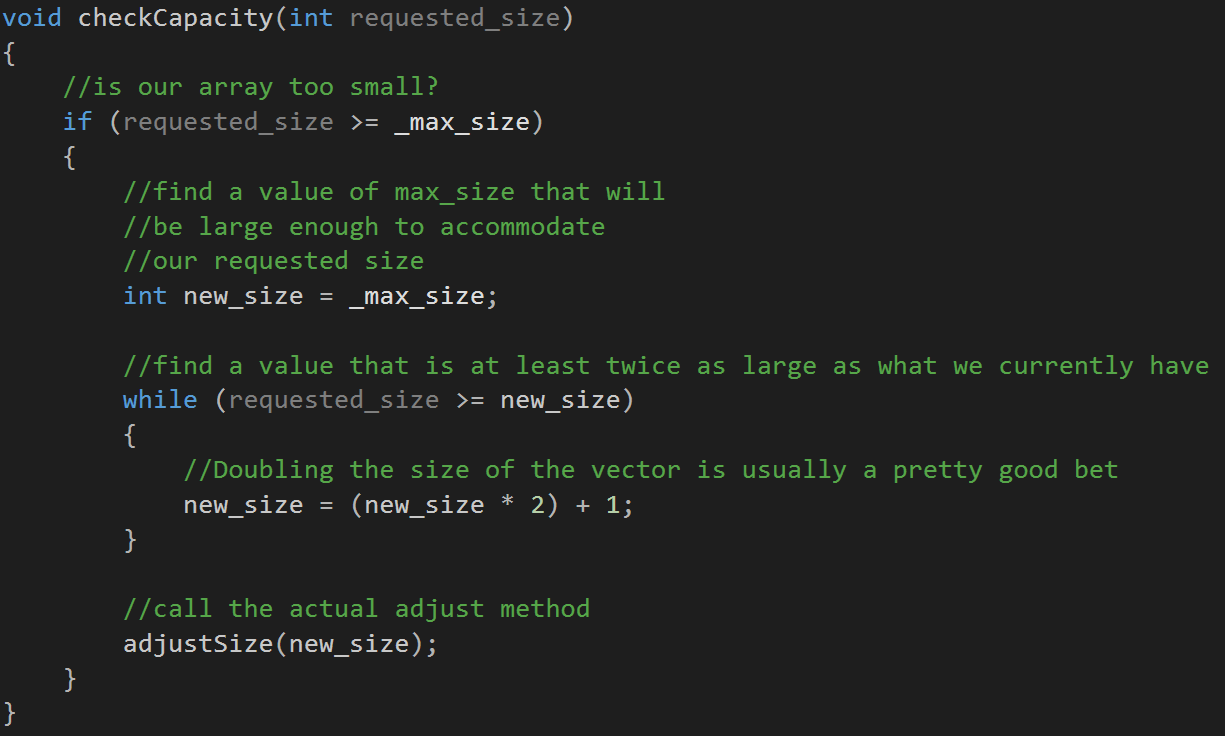 void checkCapacity(int requested_size)
{
    //is our array too small?
    if (requested_size >= _max_size)
    {
        //find a value of max_size that will
        //be large enough to accommodate
        //our requested size
        int new_size = _max_size;

        //find a value that is at least twice as large as what we currently have
        while (requested_size >= new_size)
        {
            //Doubling the size of the vector is usually a pretty good bet
            new_size = (new_size * 2) + 1;
        }

        //call the actual adjust method
        adjustSize(new_size);
    }
}